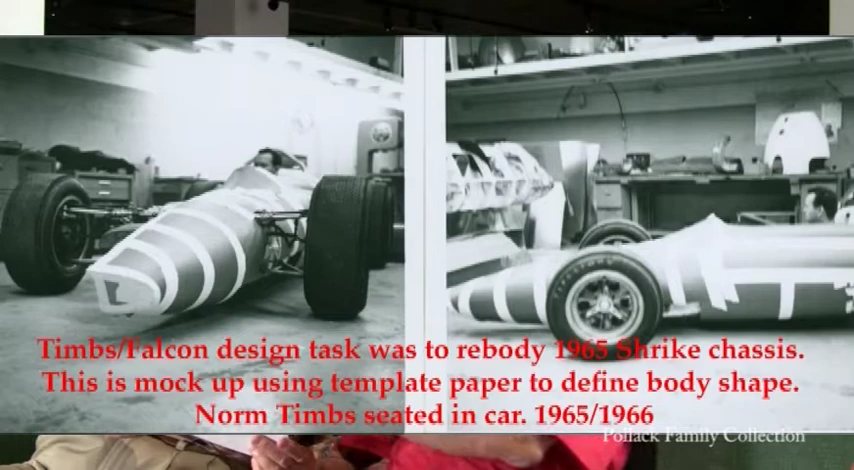 Firestone
Timbs/Falcon design task was to rebody 1965 Shrike chassis.
This is mock up using template paper to define body shape.
Norm Timbs seated in car. 1965/1966
Pollack Family Collection